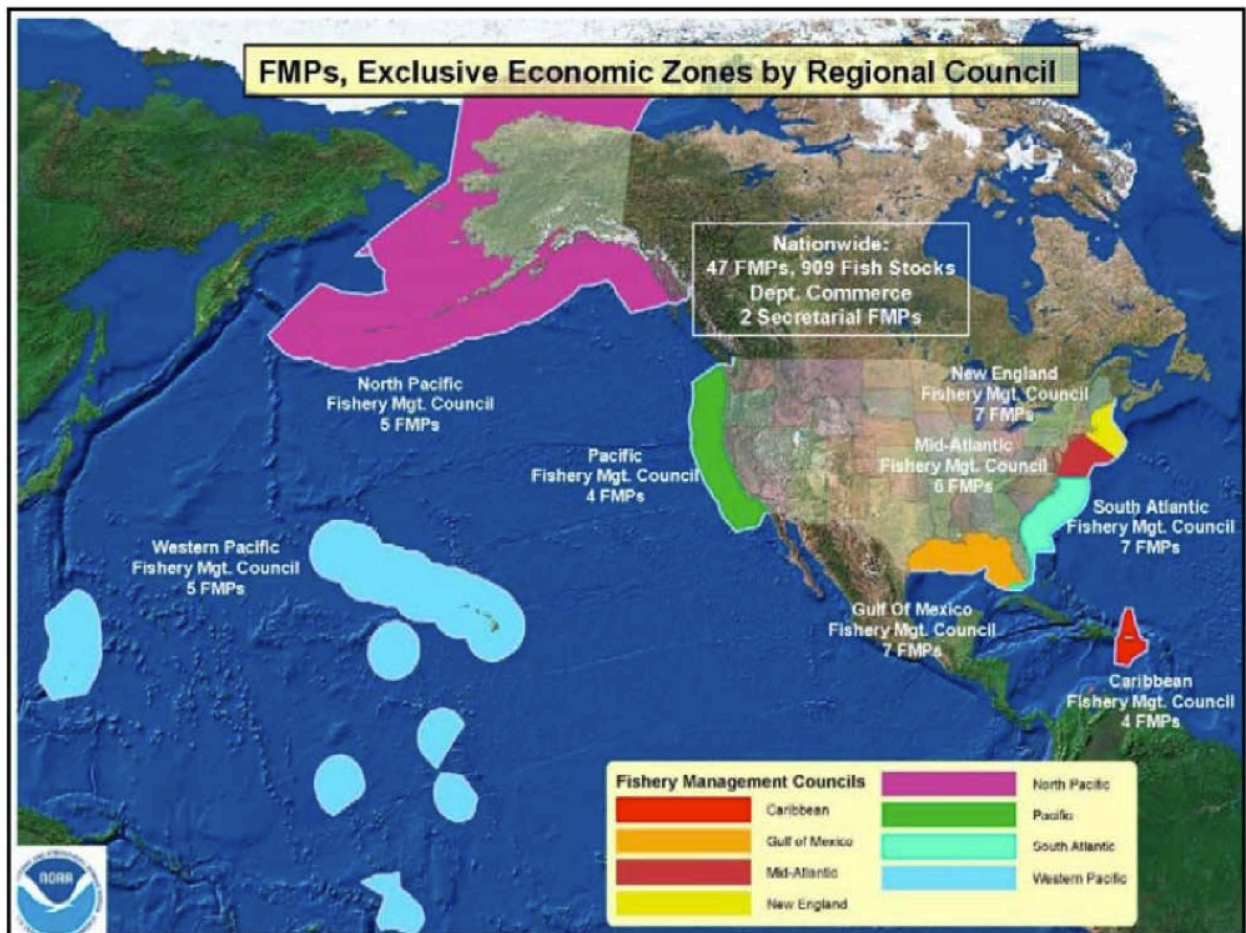 FMPs, Exclusive Economic Zones by Regional Council
Nationwide:
47 FMPs, 909 Fish Stocks
Dept. Commerce
2 Secretarial FMPs
North Pacific
Fishery Mgt. Council
5 FMPs
New England
Fishery Mgt. Council
7 FMPs
Pacific
Fishery Mgt. Council
4 FMPs
Mid-Atlantic
Fishery Mgt. Council
6 FMPs
South Atlantic
Fishery Mgt. Council
7 FMPs
Western Pacific
Fishery Mgt. Council
5 FMPs
Gulf Of Mexico
Fishery Mgt. Council
7 FMPs
Caribbean
Fishery Mgt. Council
4 FMPs
Fishery Management Councils
Caribbean
Gulf of Mexico
Mid-Atlantic
New England
North Pacific
Pacific
South Atlantic
Western Pacific
NOAA